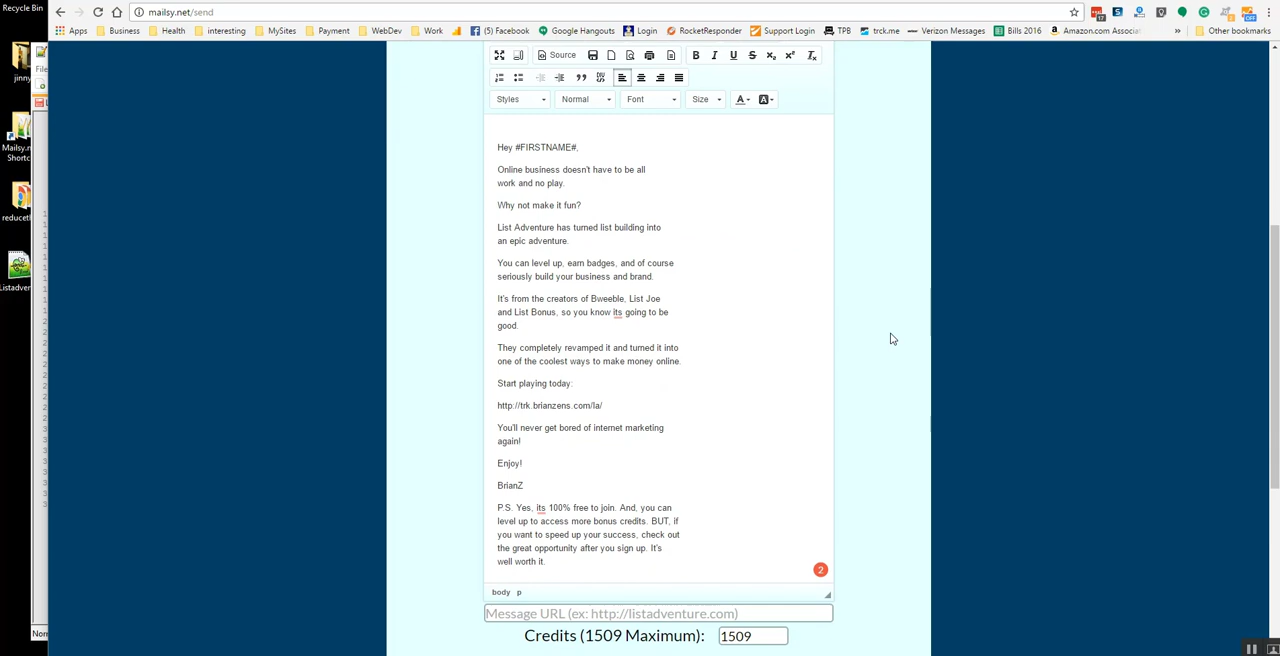 Recycle Bin
mailsy.net/send
Apps Business Health interesting MySites Payment WebDev Work (5) Facebook Google Hangouts Login RocketResponder Support Login TPB trck.me Verizon Messages Bills 2016 Amazon.com Associat » Other bookmarks
Source
B I U S
Styles Normal Font Size A A
jinny
File
Mailsy.n
Shortc
reduceth
Listadven
Hey #FIRSTNAME#,
Online business doesn't have to be all
work and no play.
Why not make it fun?
List Adventure has turned list building into
an epic adventure.
You can level up, earn badges, and of course
seriously build your business and brand.
It's from the creators of Bweeble, List Joe
and List Bonus, so you know its going to be
good.
They completely revamped it and turned it into
one of the coolest ways to make money online.
Start playing today:
http://trk.brianzens.com/la/
You'll never get bored of internet marketing
again!
Enjoy!
BrianZ
P.S. Yes, its 100% free to join. And, you can
level up to access more bonus credits. BUT, if
you want to speed up your success, check out
the great opportunity after you sign up. It's
well worth it.
2
body p
Message URL (ex: http://listadventure.com)
Credits (1509 Maximum): 1509
Norm